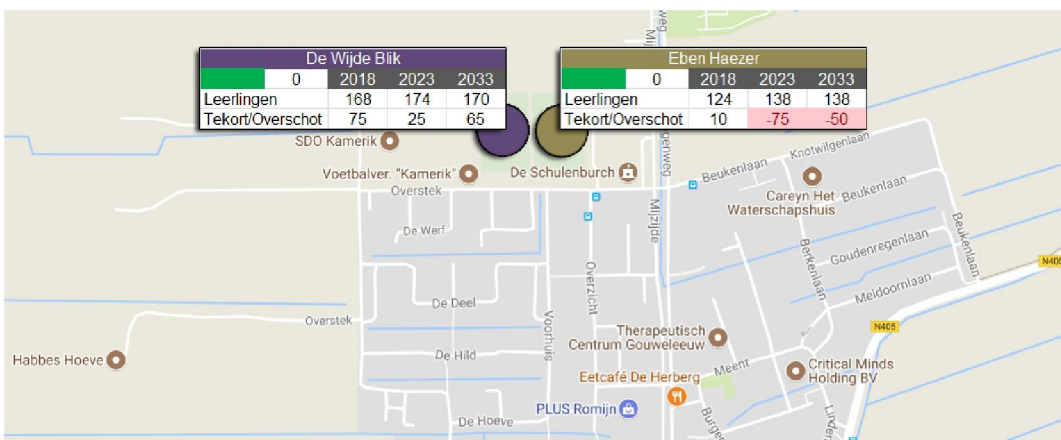 weg
De Wijde Blik
0 2018 2023 2033
Leerlingen 168 174 170
Tekort/Overschot 75 25 65
Eben Haezer
0 2018 2023 2033
Leerlingen 124 138 138
Tekort/Overschot 10 -75 -50
SDO Kamerik
Voetbalver. "Kamerik"
De Schulenburch
Overstek
Beukenlaan
Knotwilgenlaan
Careyn Het
Waterschapshuis
Beukenlaan
Beukenlaan
Mijzijde
De Werf
Goudenregenlaan
Berkenlaan
N405
Overzicht
Meidoornlaan
De Deel
Overstek
Voorhuis
N405
Therapeutisch
Centrum Gouweleeuw
Habbes Hoeve
De Hild
Meent
Critical Minds
Holding BV
Eetcafé De Herberg
PLUS Romijn
De Hoeve